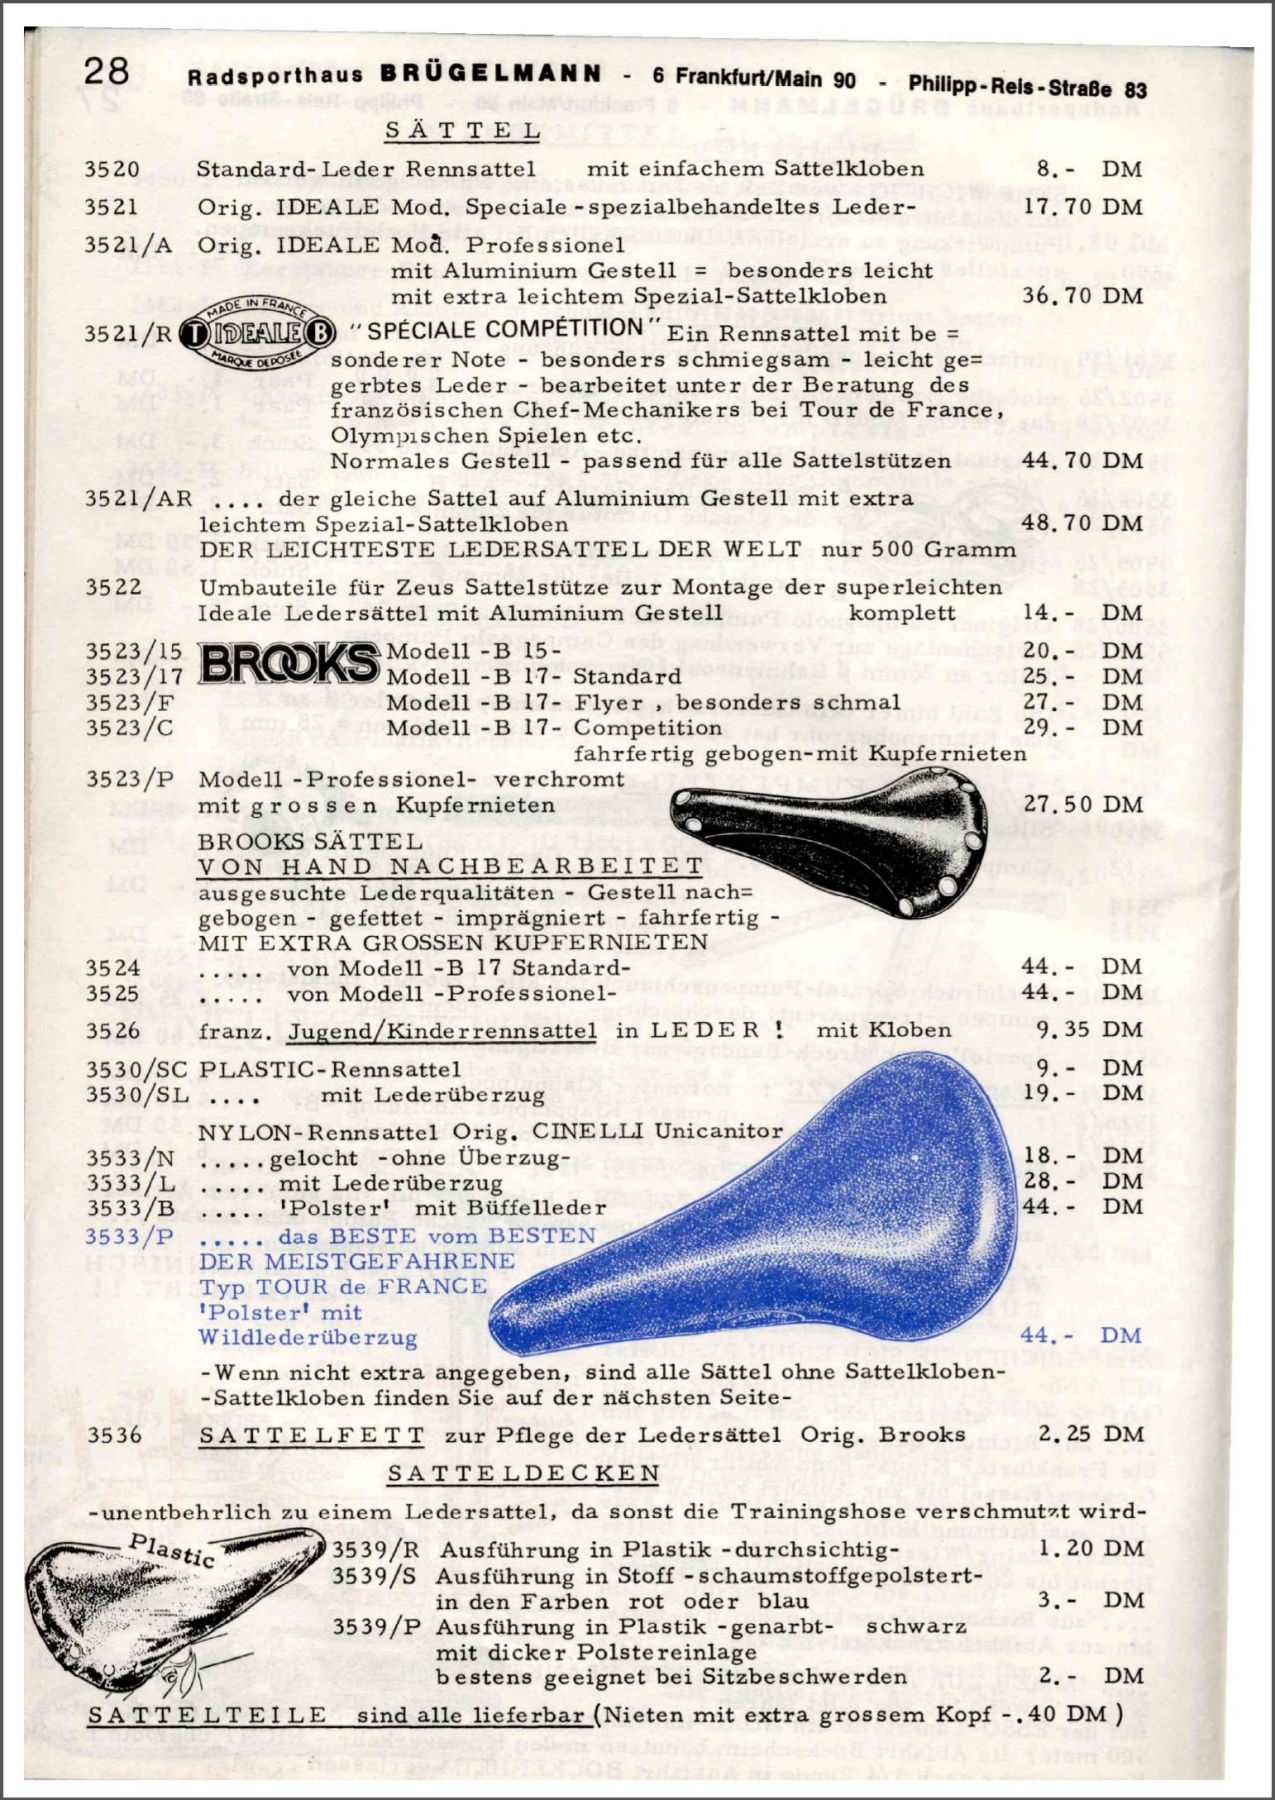 28 Radsporthaus BRÜGELMANN - 6 Frankfurt/Main 90 - Philipp-Reis-Straße 83
SÄTTEL
3520 Standard-Leder Rennsattel mit einfachem Sattelkloben 8.- DM
3521 Orig. IDEALE Mod. Speciale -spezialbehandeltes Leder- 17.70 DM
3521/A Orig. IDEALE Mod. Professionel
mit Aluminium Gestell = besonders leicht
mit extra leichtem Spezial-Sattelkloben 36.70 DM
MADE IN FRANCE
3521/R T IDEALE B "SPÉCIALE COMPÉTITION" Ein Rennsattel mit be =
MARQUE DEPOSÉE
sonderer Note - besonders schmiegsam - leicht ge=
gerbtes Leder - bearbeitet unter der Beratung des
französischen Chef-Mechanikers bei Tour de France,
Olympischen Spielen etc.
Normales Gestell - passend für alle Sattelstützen 44.70 DM
3521/AR .... der gleiche Sattel auf Aluminium Gestell mit extra
leichtem Spezial-Sattelkloben 48.70 DM
DER LEICHTESTE LEDERSATTEL DER WELT nur 500 Gramm
3522 Umbauteile für Zeus Sattelstütze zur Montage der superleichten
Ideale Ledersättel mit Aluminium Gestell komplett 14.- DM
3523/15 BROOKS Modell -B 15- 20.- DM
3523/17 Modell -B 17- Standard 25.- DM
3523/F Modell -B 17- Flyer - besonders schmal 27.- DM
3523/C Modell -B 17- Competition 29.- DM
fahrfertig gebogen-mit Kupfernieten
3523/P Modell -Professionel- verchromt
mit grossen Kupfernieten 27.50 DM
BROOKS SÄTTEL
VON HAND NACHBEARBEITET
ausgesuchte Lederqualitäten - Gestell nach=
gebogen - gefettet - imprägniert - fahrfertig -
MIT EXTRA GROSSEN KUPFERNIETEN
3524 ..... von Modell -B 17 Standard- 44.- DM
3525 ..... von Modell -Professionel- 44.- DM
3526 franz. Jugend/Kinderrennsattel in LEDER ! mit Kloben 9.35 DM
3530/SC PLASTIC-Rennsattel 9.- DM
3530/SL .... mit Lederüberzug 19.- DM
NYLON-Rennsattel Orig. CINELLI Unicanitor
3533/N .....gelocht -ohne Überzug- 18.- DM
3533/L ..... mit Lederüberzug 28.- DM
3533/B ..... 'Polster' mit Büffelleder 44.- DM
3533/P ..... das BESTE vom BESTEN
DER MEISTGEFAHRENE
Typ TOUR de FRANCE
'Polster' mit
Wildlederüberzug 44.- DM
-Wenn nicht extra angegeben, sind alle Sättel ohne Sattelkloben-
-Sattelkloben finden Sie auf der nächsten Seite-
3536 SATTELFETT zur Pflege der Ledersättel Orig. Brooks 2.25 DM
SATTELDECKEN
-unentbehrlich zu einem Ledersattel, da sonst die Trainingshose verschmutzt wird-
Plastic
3539/R Ausführung in Plastik -durchsichtig- 1.20 DM
3539/S Ausführung in Stoff -schaumstoffgepolstert-
in den Farben rot oder blau 3.- DM
3539/P Ausführung in Plastik -genarbt- schwarz
mit dicker Polstereinlage
bestens geeignet bei Sitzbeschwerden 2.- DM
SATTELTEILE sind alle lieferbar (Nieten mit extra grossem Kopf -.40 DM )